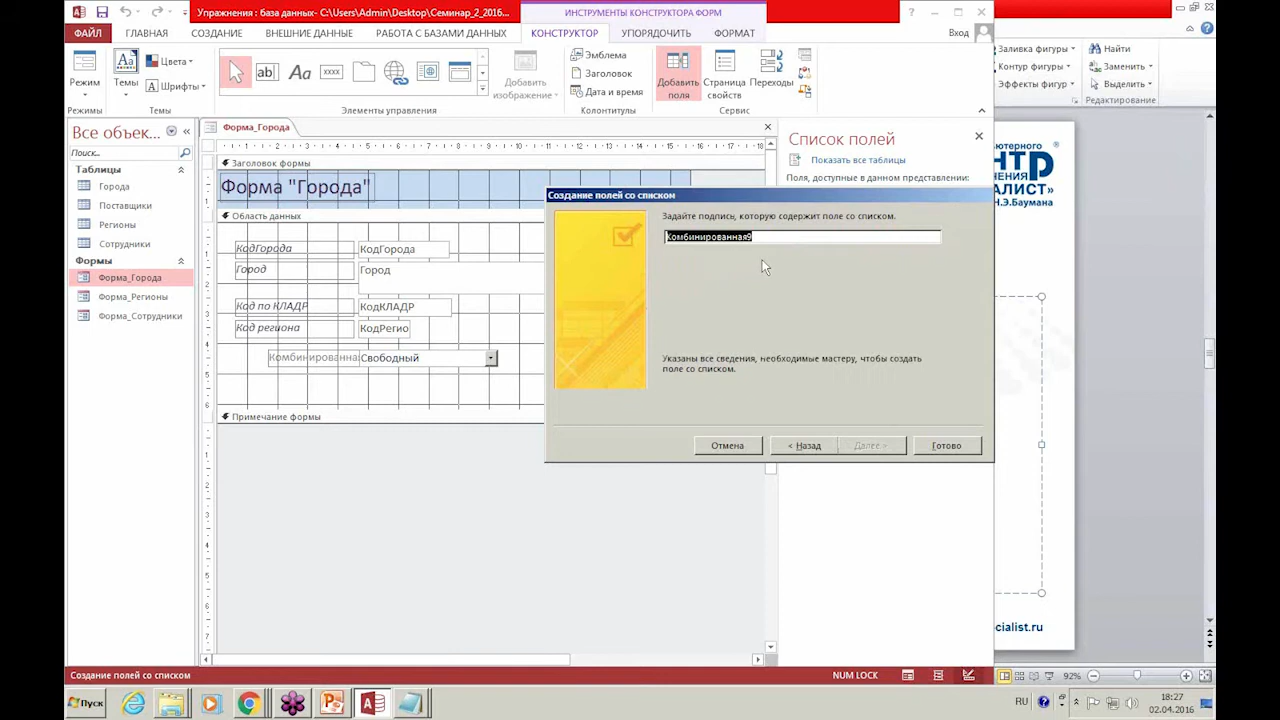 Упражнения : база данных- C:\Users\Admin\Desktop\Семинар_2_2016...
ИНСТРУМЕНТЫ КОНСТРУКТОРА ФОРМ
ФАЙЛ
ГЛАВНАЯ
СОЗДАНИЕ
НЕШНИЕ ДАННЫЕ
РАБОТА С БАЗАМИ ДАННЫХ
КОНСТРУКТОР
УПОРЯДОЧИТЬ
ФОРМАТ
Вход
Режим
Режимы
Темы
Цвета
Шрифты
Темы
Добавить
изображение
Элементы управления
Эмблема
Заголовок
Дата и время
Колонтитулы
Добавить
поля
Страница
свойств
Переходы
Сервис
Заливка фигуры
Контур фигуры
Эффекты фигур
Найти
Заменить
Выделить
Редактирование
Все объек...
Поиск...
Таблицы
Города
Поставщики
Регионы
Сотрудники
Формы
Форма_Города
Форма_Регионы
Форма_Сотрудники
Форма_Города
Заголовок формы
Форма "Города"
Область данных
КодГорода
КодГорода
Город
Город
Код по КЛАДР
КодКЛАДР
Код региона
КодРегио
Комбинированна
Свободный
Примечание формы
Список полей
Показать все таблицы
Поля, доступные в данном представлении:
Создание полей со списком
Задайте подпись, которую содержит поле со списком.
Комбинированная9
Указаны все сведения, необходимые мастеру, чтобы создать
поле со списком.
Отмена
< Назад
Далее >
Готово
ьютерного
НТР
ЧЕНИЯ
АЛИСТ»
Н.Э.Баумана
cialist.ru
Создание полей со списком
NUM LOCK
92%
Пуск
RU
18:27
02.04.2016